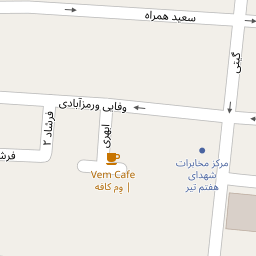 سعید همراه
گیتی
وفایی ورمزآبادی
فرشاد ۲
ابهری
مرکز مخابرات
شهدای
هفتم تیر
Vem Cafe
| وم کافه